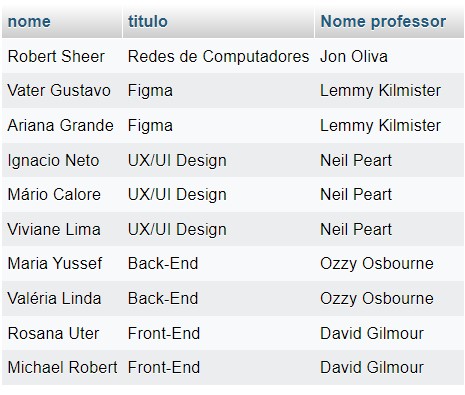 nome titulo Nome professor
Robert Sheer Redes de Computadores Jon Oliva
Vater Gustavo Figma Lemmy Kilmister
Ariana Grande Figma Lemmy Kilmister
Ignacio Neto UX/UI Design Neil Peart
Mário Calore UX/UI Design Neil Peart
Viviane Lima UX/UI Design Neil Peart
Maria Yussef Back-End Ozzy Osbourne
Valéria Linda Back-End Ozzy Osbourne
Rosana Uter Front-End David Gilmour
Michael Robert Front-End David Gilmour